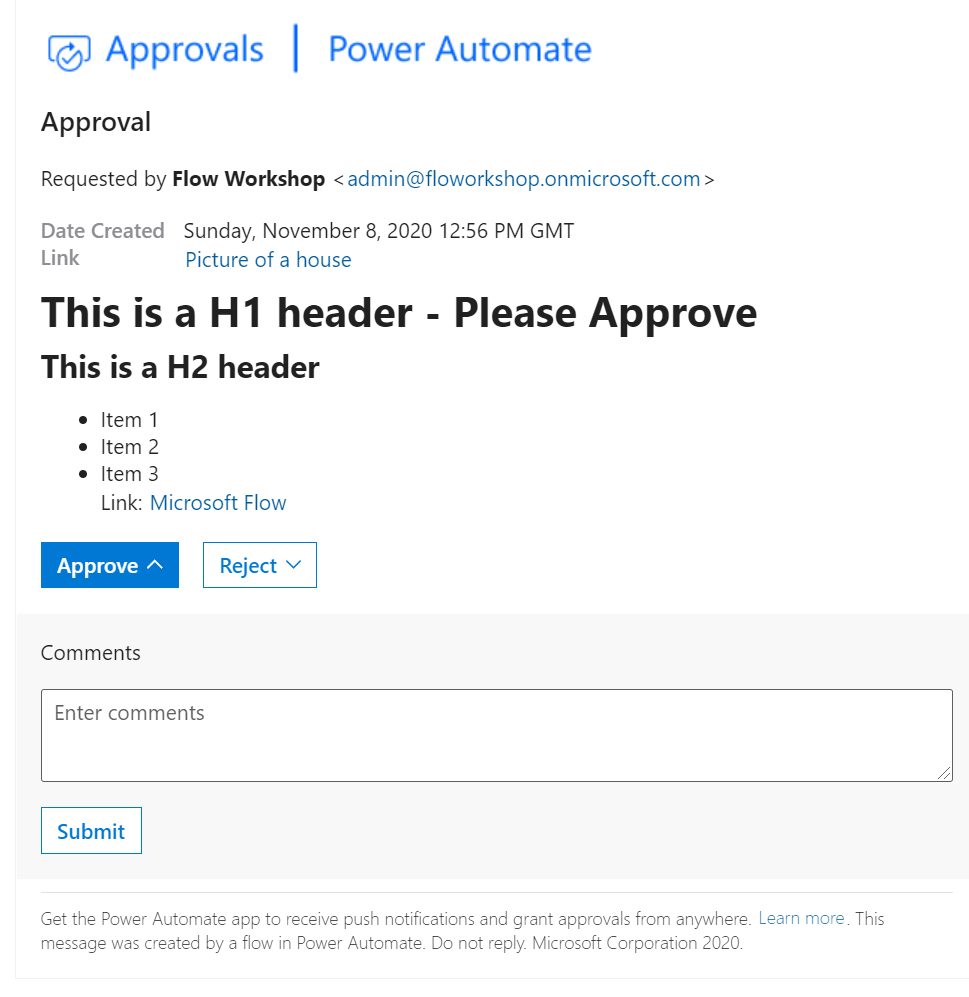 Approvals | Power Automate
Approval
Requested by Flow Workshop <admin@floworkshop.onmicrosoft.com>
Date Created Sunday, November 8, 2020 12:56 PM GMT
Link Picture of a house
This is a H1 header - Please Approve
This is a H2 header
• Item 1
• Item 2
• Item 3
Link: Microsoft Flow
Approve Reject
Comments
Enter comments
Submit
Get the Power Automate app to receive push notifications and grant approvals from anywhere. Learn more. This
message was created by a flow in Power Automate. Do not reply. Microsoft Corporation 2020.